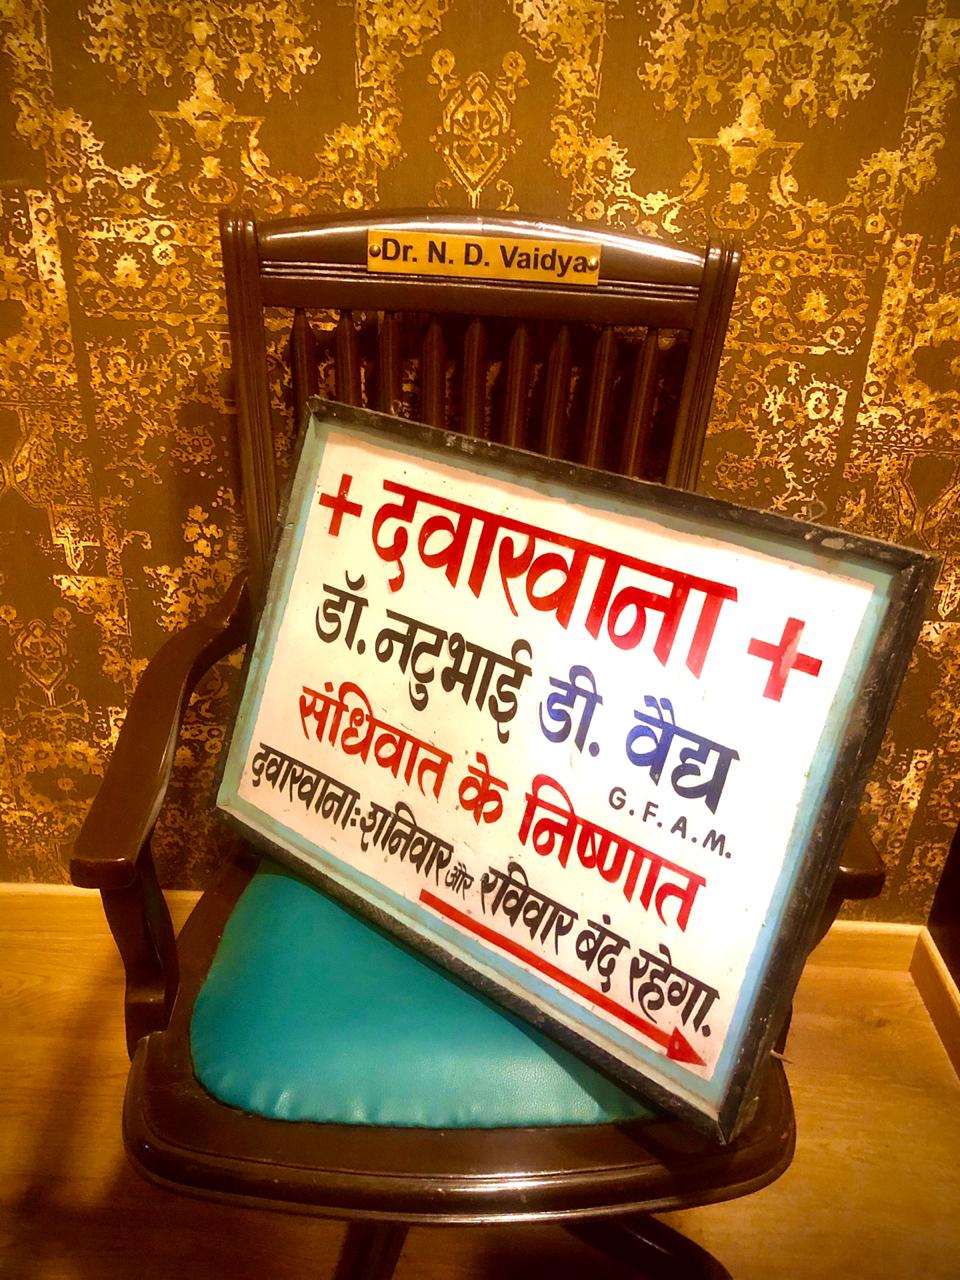 Dr. N. D. Vaidya
+ दवाखाना +
डॉ. नटुभाई डी. वैद्य
G.F.A.M.
संधिवात के निष्णात
दवाखानाः शनिवार और रविवार बंद रहेगा.